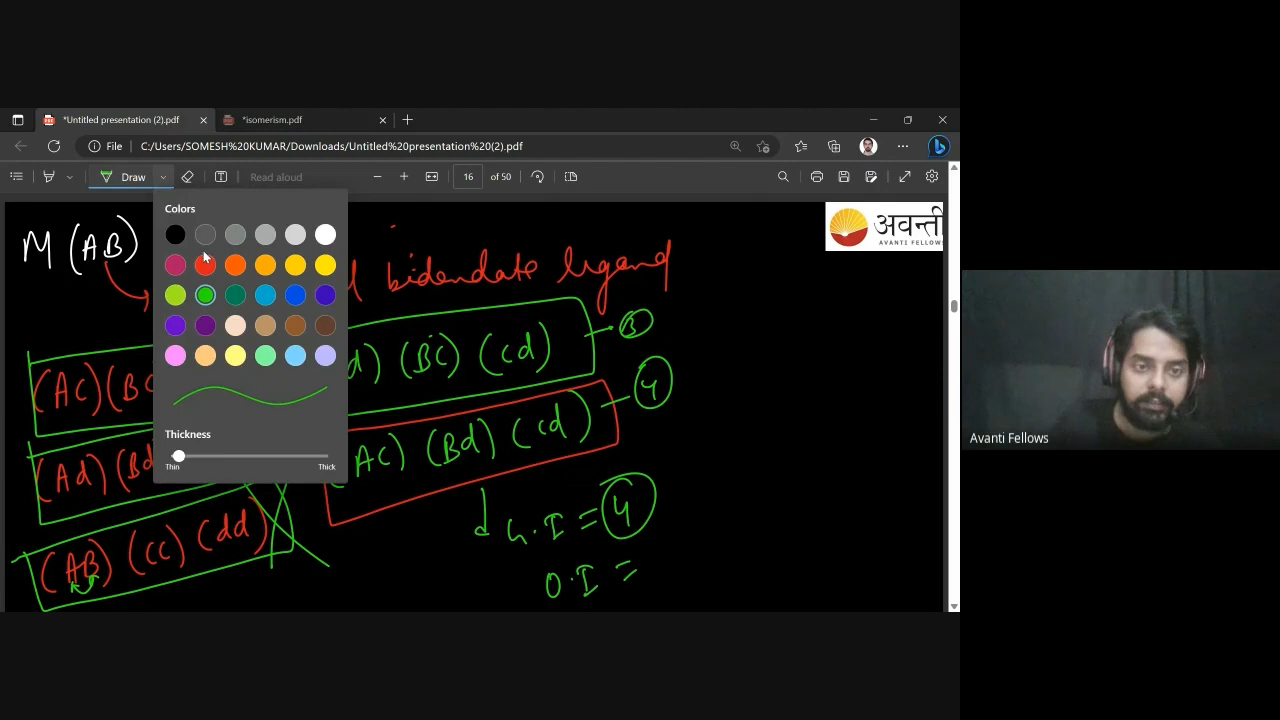 *Untitled presentation (2).pdf
*isomerism.pdf
File
C:/Users/SOMESH%20KUMAR/Downloads/Untitled%20presentation%20(2).pdf
Draw
Read aloud
16 of 50
Colors
Thickness
Thin
Thick
अवन्ती
AVANTI FELLOWS
M (AB)
bidendate ligand
d) (BC) (Cd)
(AC) (BC
4
AC) (Bd) (Cd)
(Ad) (Bd
G.I = 4
(AB) (CC) (dd)
O.I =
Avanti Fellows